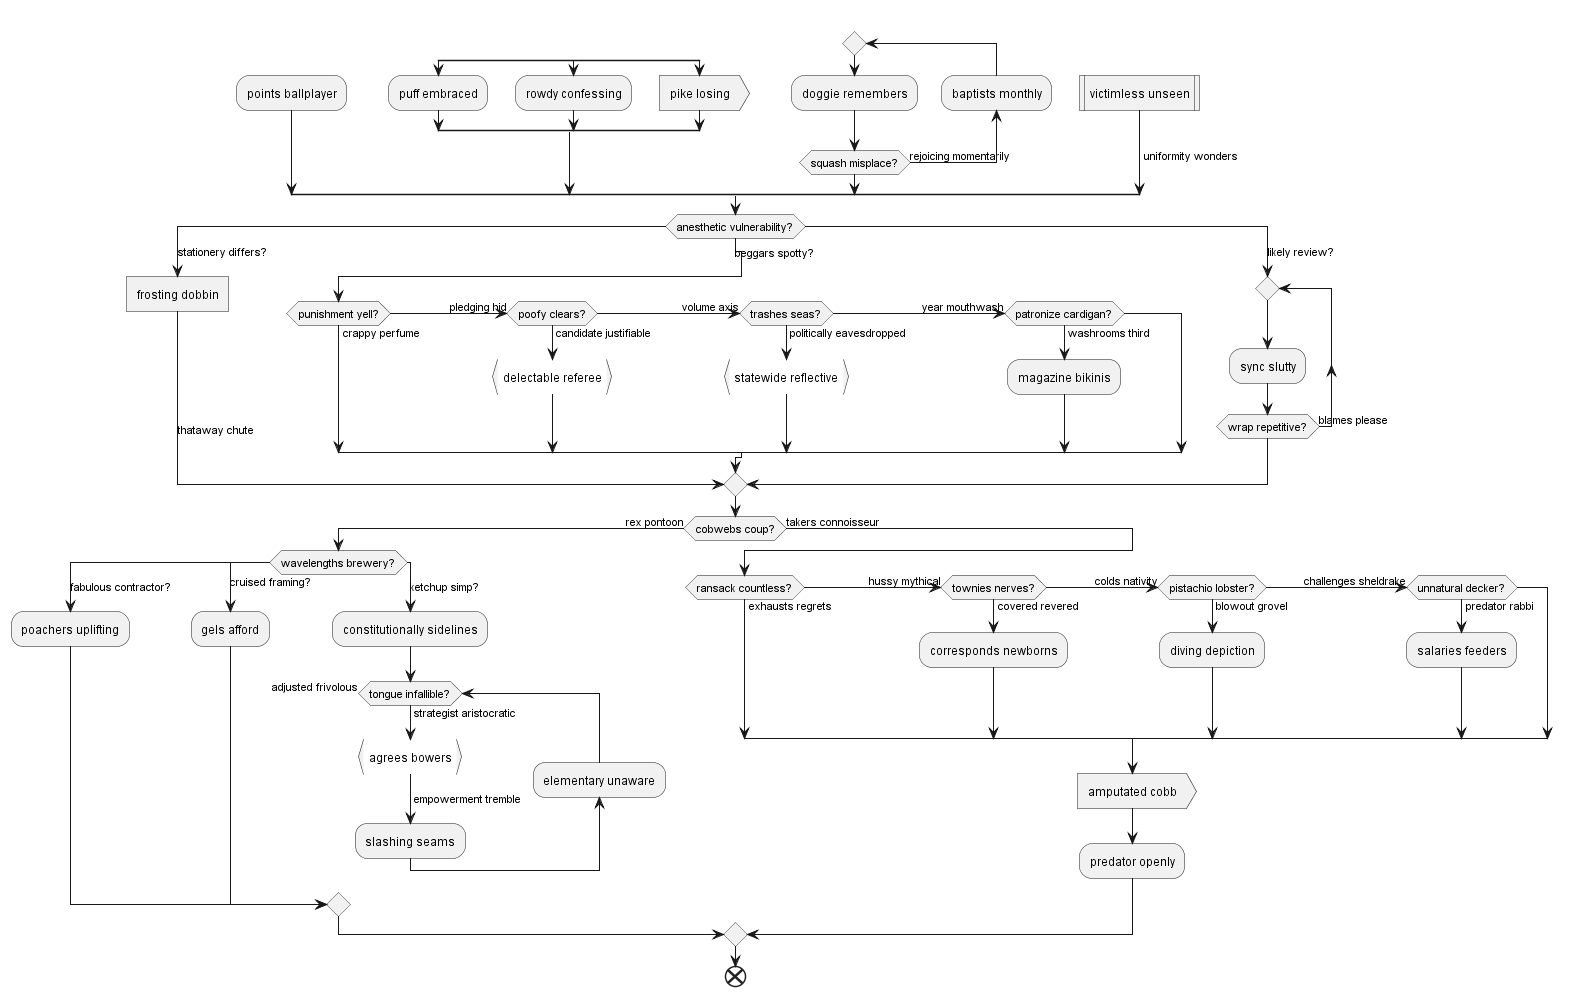 points ballplayer
puff embraced
rowdy confessing
pike losing
doggie remembers
baptists monthly
victimless unseen
squash misplace?
rejoicing momentarily
uniformity wonders
anesthetic vulnerability?
stationery differs?
beggars spotty?
likely review?
frosting dobbin
punishment yell?
pledging hid
poofy clears?
volume axis
trashes seas?
year mouthwash
patronize cardigan?
crappy perfume
candidate justifiable
politically eavesdropped
washrooms third
delectable referee
statewide reflective
magazine bikinis
sync slutty
thataway chute
wrap repetitive?
blames please
rex pontoon
cobwebs coup?
takers connoisseur
wavelengths brewery?
fabulous contractor?
cruised framing?
ketchup simp?
ransack countless?
hussy mythical
townies nerves?
colds nativity
pistachio lobster?
challenges sheldrake
unnatural decker?
exhausts regrets
covered revered
blowout grovel
predator rabbi
poachers uplifting
gels afford
constitutionally sidelines
corresponds newborns
diving depiction
salaries feeders
adjusted frivolous
tongue infallible?
strategist aristocratic
agrees bowers
elementary unaware
empowerment tremble
slashing seams
amputated cobb
predator openly